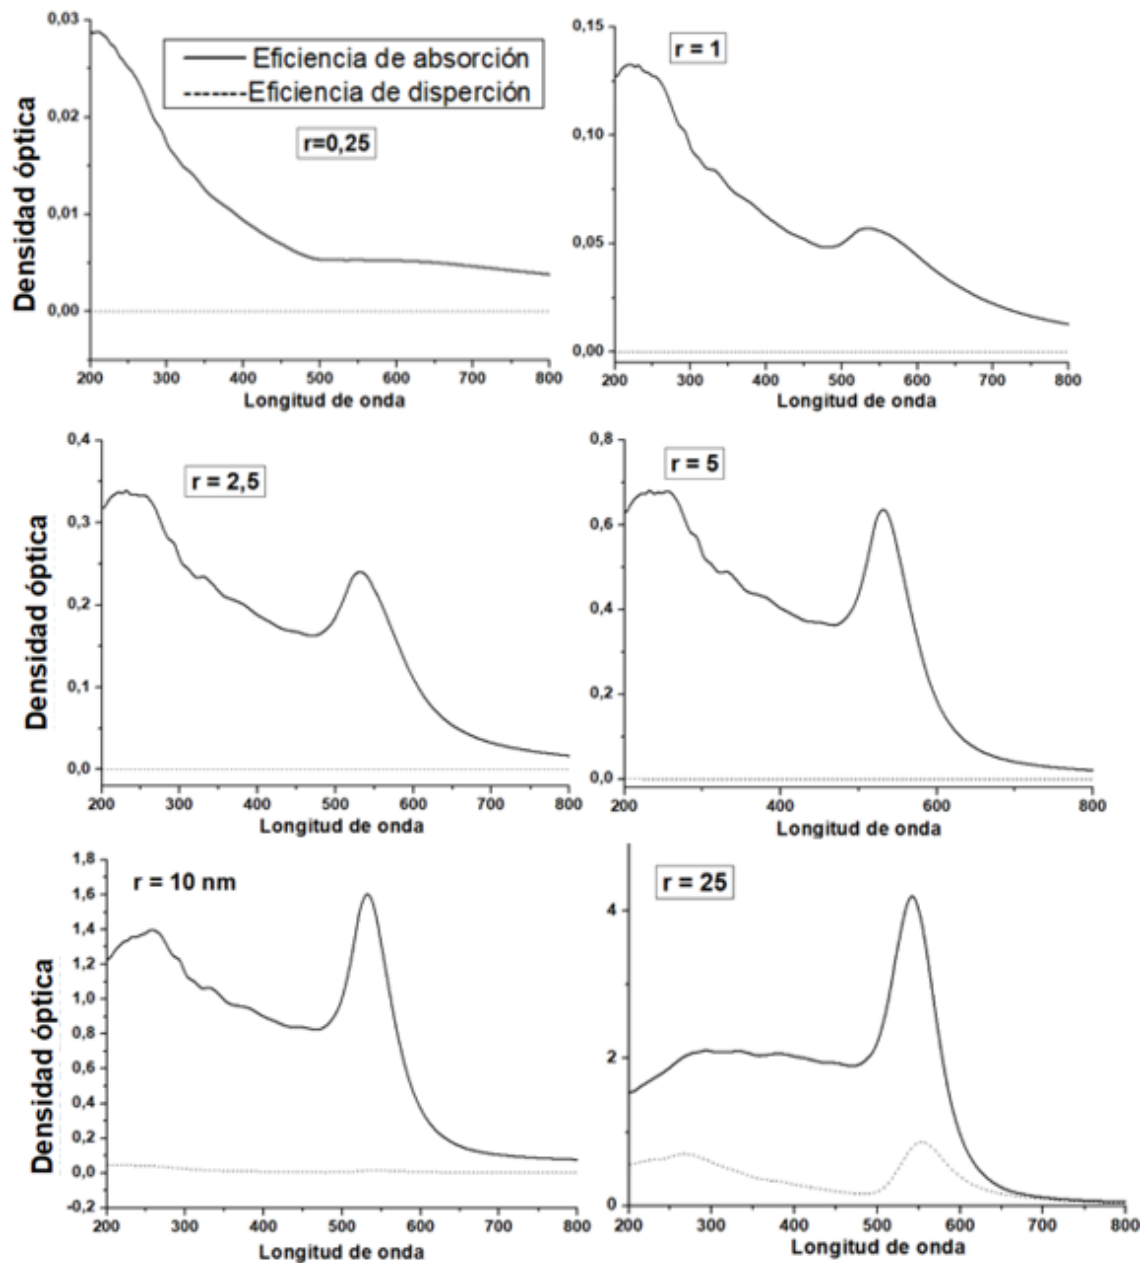 0,03
0,02
0,01
0,00
Densidad óptica
Eficiencia de absorción
Eficiencia de disperción
r=0,25
200 300 400 500 600 700 800
Longitud de onda
0,15
0,10
0,05
0,00
r = 1
200 300 400 500 600 700 800
Longitud de onda
0,4
0,3
0,2
0,1
0,0
Densidad óptica
r = 2,5
200 300 400 500 600 700 800
Longitud de onda
0,8
0,6
0,4
0,2
0,0
r = 5
200 400 600 800
Longitud de onda
1,8
1,6
1,4
1,2
1,0
0,8
0,6
0,4
0,2
0,0
-0,2
Densidad óptica
r = 10 nm
200 300 400 500 600 700 800
Longitud de onda
4
2
0
r = 25
200 300 400 500 600 700 800
Longitud de onda